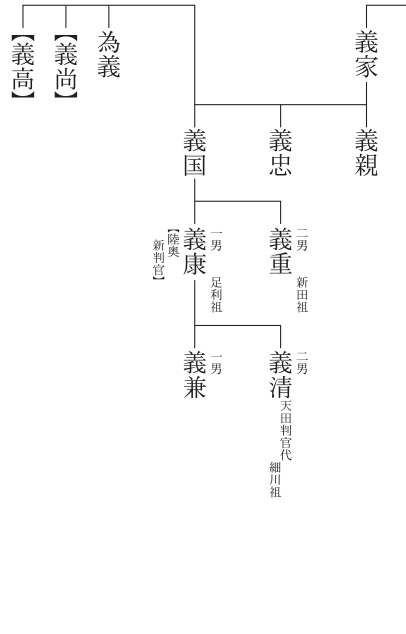 義家
義親
義忠
義国
為義
【義尚】
【義高】
二男
義重
新田祖
一男
義康
足利祖
【陸奥
新判官】
二男
義清
天田判官代
細川祖
一男
義兼